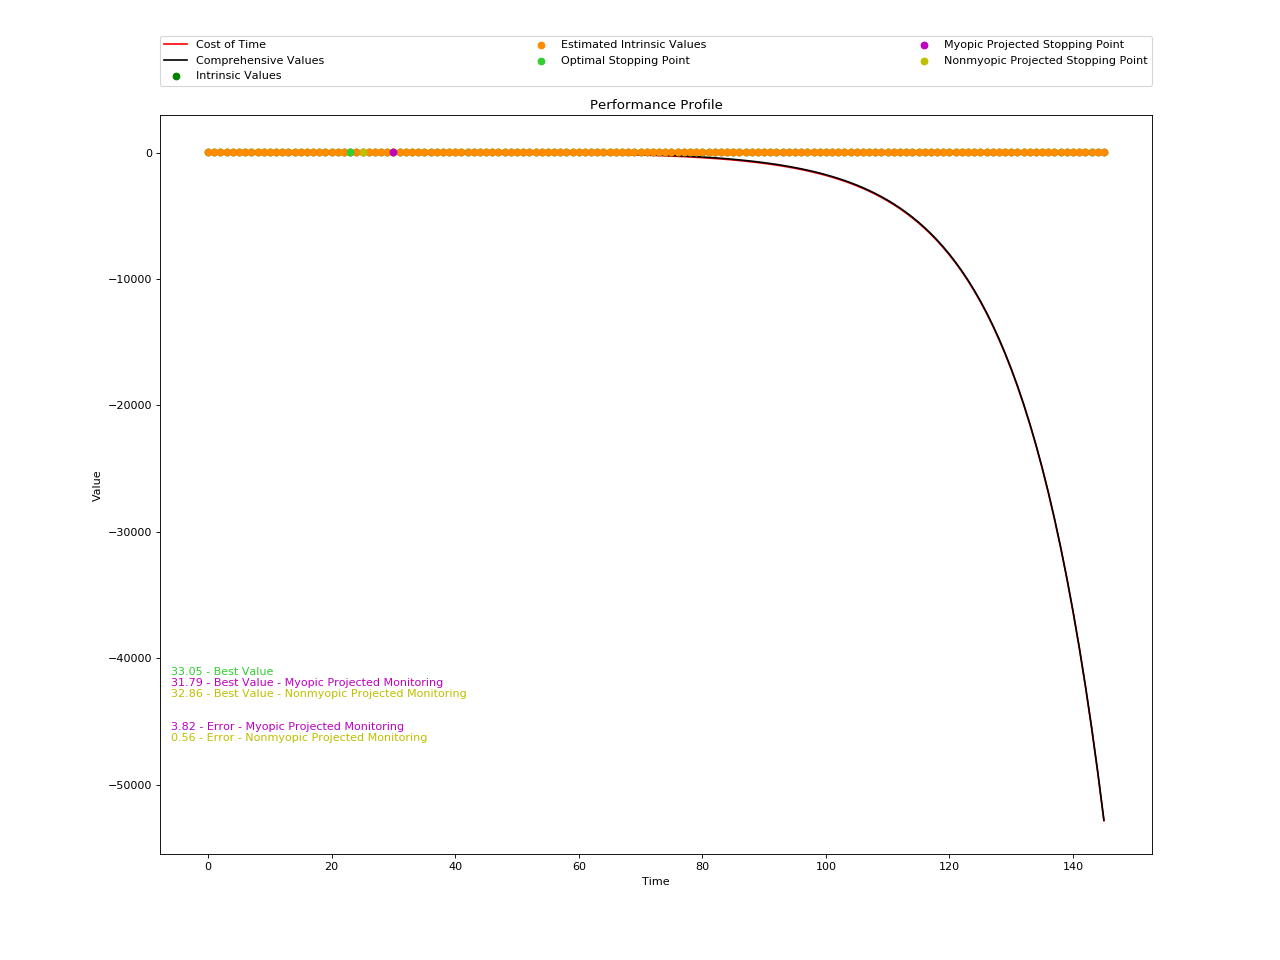 Cost of Time
Comprehensive Values
Intrinsic Values
Estimated Intrinsic Values
Optimal Stopping Point
Myopic Projected Stopping Point
Nonmyopic Projected Stopping Point
Performance Profile
0
−10000
−20000
−30000
−40000
−50000
Value
33.05 - Best Value
31.79 - Best Value - Myopic Projected Monitoring
32.86 - Best Value - Nonmyopic Projected Monitoring
3.82 - Error - Myopic Projected Monitoring
0.56 - Error - Nonmyopic Projected Monitoring
0 20 40 60 80 100 120 140
Time